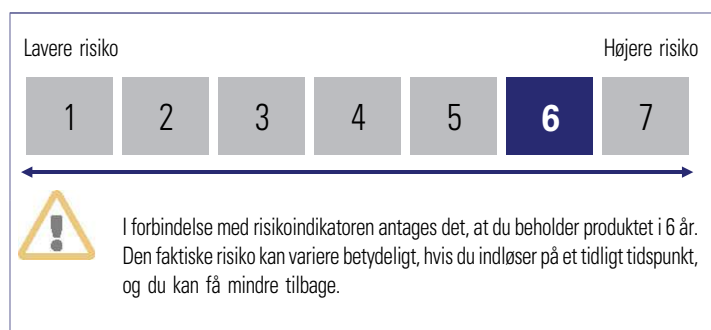 Lavere risiko Højere risiko
1 2 3 4 5 6 7
I forbindelse med risikoindikatoren antages det, at du beholder produktet i 6 år.
Den faktiske risiko kan variere betydeligt, hvis du indløser på et tidligt tidspunkt,
og du kan få mindre tilbage.